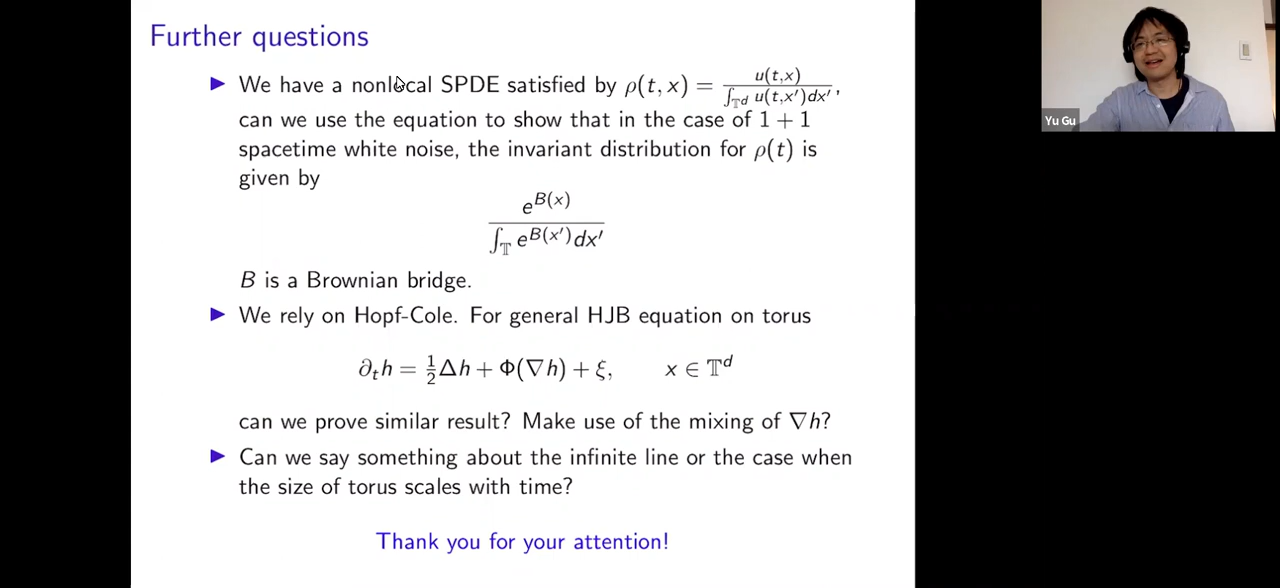 Further questions
► We have a nonlocal SPDE satisfied by ρ(t, x) = u(t,x) / ∫_{𝕋^d} u(t,x′)dx′,
can we use the equation to show that in the case of 1 + 1
spacetime white noise, the invariant distribution for ρ(t) is
given by
e^{B(x)} / ∫_𝕋 e^{B(x′)}dx′
B is a Brownian bridge.
► We rely on Hopf-Cole. For general HJB equation on torus
∂_t h = ½Δh + Φ(∇h) + ξ, x ∈ 𝕋^d
can we prove similar result? Make use of the mixing of ∇h?
► Can we say something about the infinite line or the case when
the size of torus scales with time?
Thank you for your attention!
Yu Gu